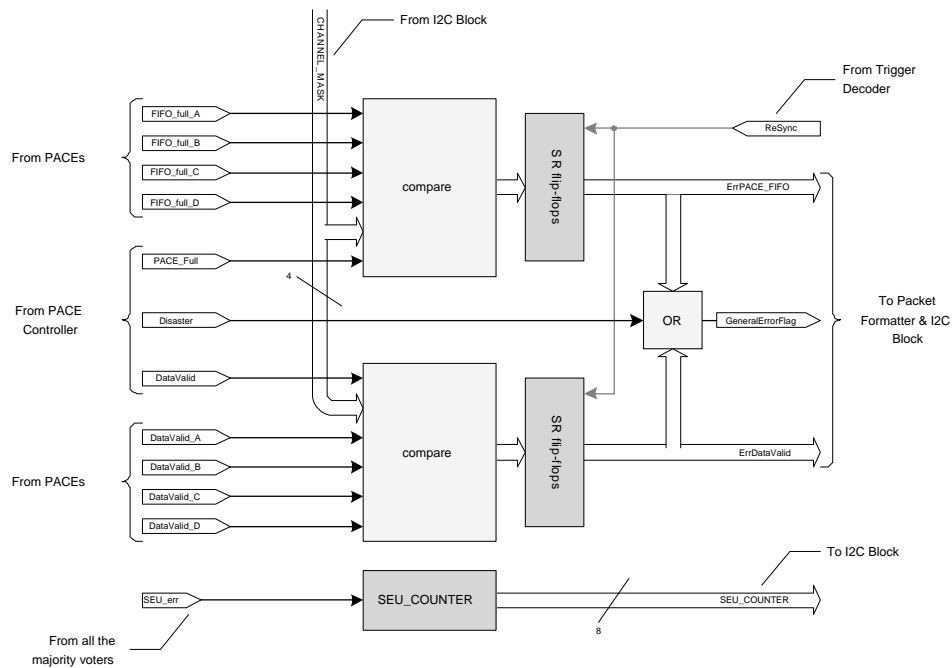 From I2C Block
CHANNEL_MASK
From Trigger
Decoder
FIFO_full_A
ReSync
FIFO_full_B
From PACEs
FIFO_full_C
compare
SR flip-flops
ErrPACE_FIFO
FIFO_full_D
PACE_Full
4
From PACE
Controller
Disaster
OR
GeneralErrorFlag
To Packet
Formatter & I2C
Block
DataValid
DataValid_A
compare
SR flip-flops
ErrDataValid
DataValid_B
From PACEs
DataValid_C
DataValid_D
To I2C Block
SEU_err
SEU_COUNTER
SEU_COUNTER
8
From all the
majority voters